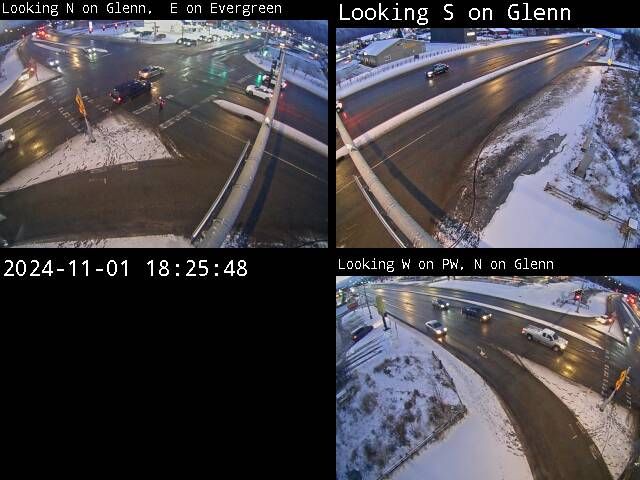 Looking N on Glenn,  E on Evergreen
Looking S on Glenn
2024-11-01 18:25:48
Looking W on PW, N on Glenn